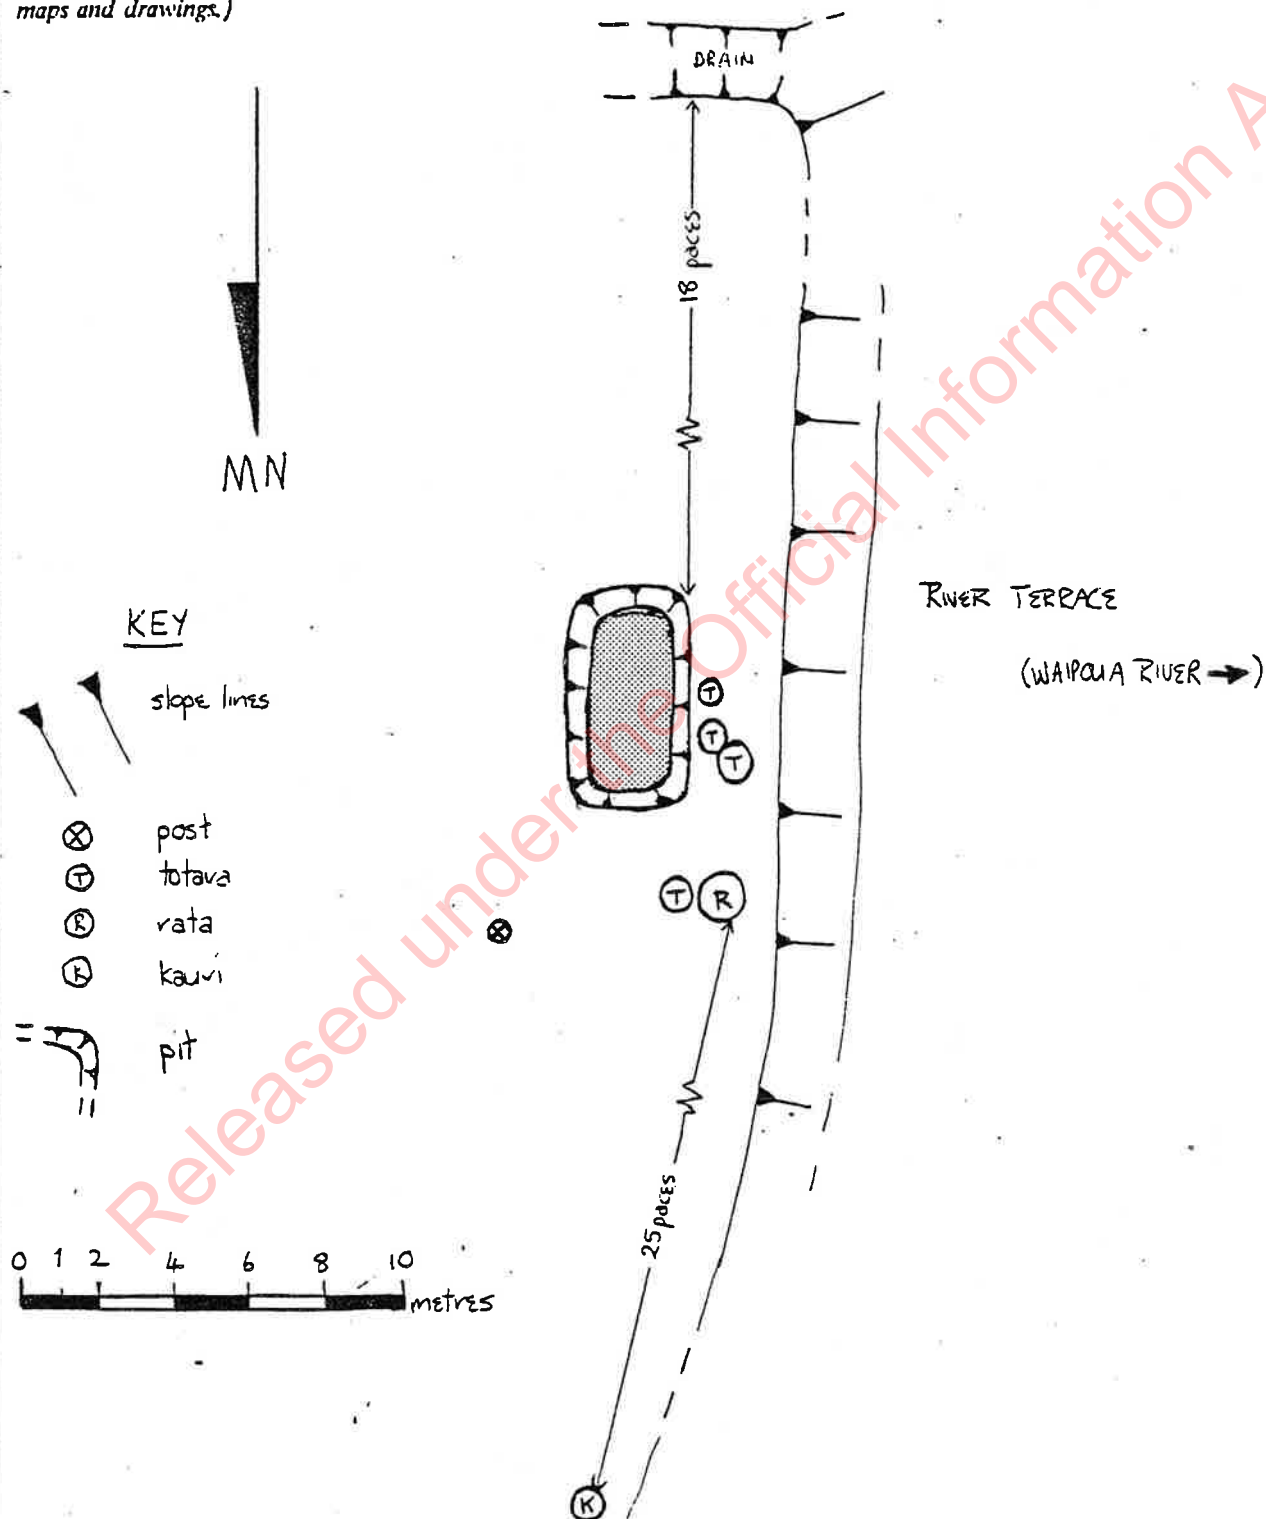 maps and drawings.)
DRAIN
18 paces
MN
RIVER TERRACE
(WAIPOUA RIVER →)
KEY
slope lines
post
T totara
R rata
K kauri
pit
T
T
T
T R
25 paces
0 1 2 4 6 8 10
metres
K
Released under the Official Information A